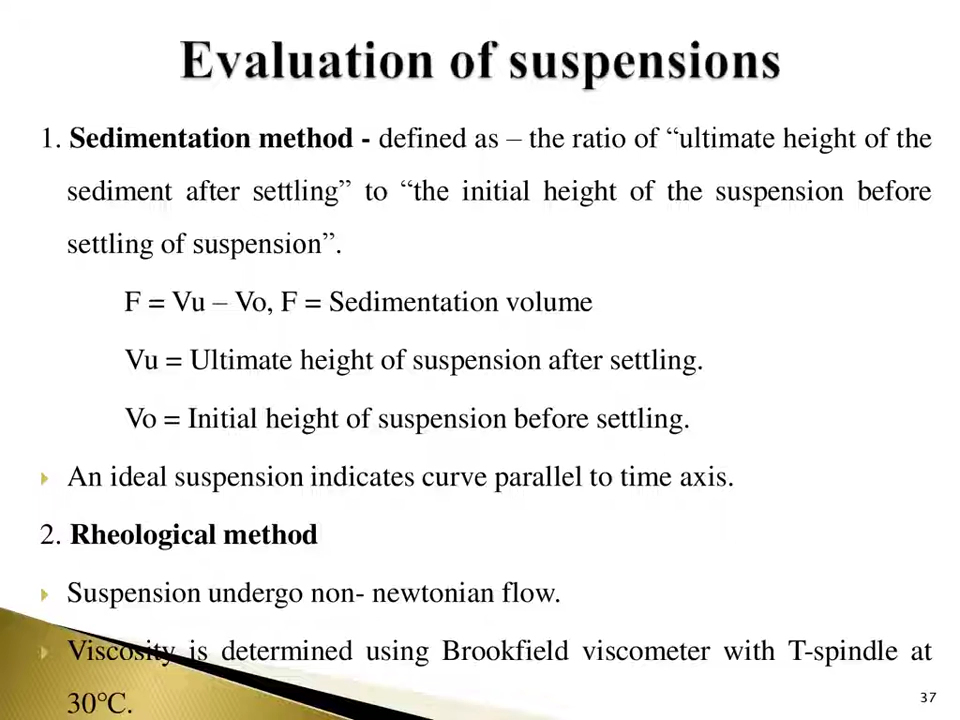 Evaluation of suspensions
1. Sedimentation method - defined as – the ratio of “ultimate height of the
sediment after settling” to “the initial height of the suspension before
settling of suspension”.
F = Vu – Vo, F = Sedimentation volume
Vu = Ultimate height of suspension after settling.
Vo = Initial height of suspension before settling.
An ideal suspension indicates curve parallel to time axis.
2. Rheological method
Suspension undergo non- newtonian flow.
Viscosity is determined using Brookfield viscometer with T-spindle at
30°C.
37